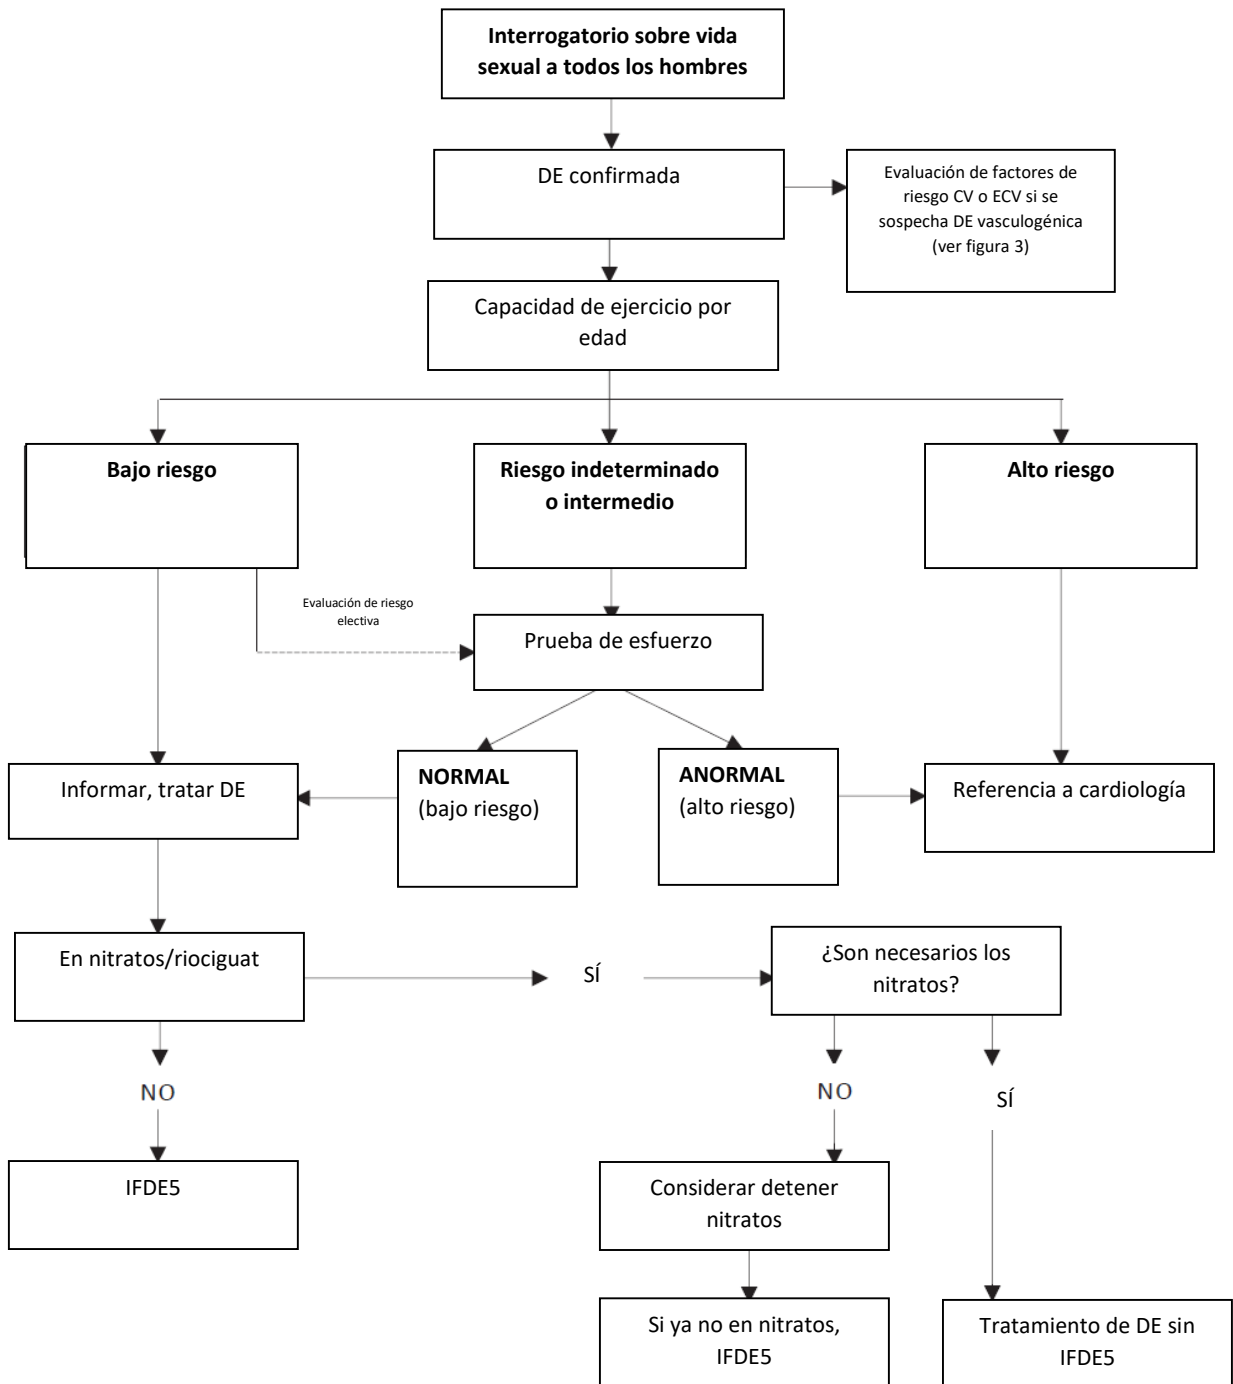 Interrogatorio sobre vida
sexual a todos los hombres
DE confirmada
Evaluación de factores de
riesgo CV o ECV si se
sospecha DE vasculogénica
(ver figura 3)
Capacidad de ejercicio por
edad
Bajo riesgo
Riesgo indeterminado
o intermedio
Alto riesgo
Evaluación de riesgo
electiva
Prueba de esfuerzo
Informar, tratar DE
NORMAL
(bajo riesgo)
ANORMAL
(alto riesgo)
Referencia a cardiología
En nitratos/riociguat
SÍ
¿Son necesarios los
nitratos?
NO
NO
SÍ
IFDE5
Considerar detener
nitratos
Si ya no en nitratos,
IFDE5
Tratamiento de DE sin
IFDE5